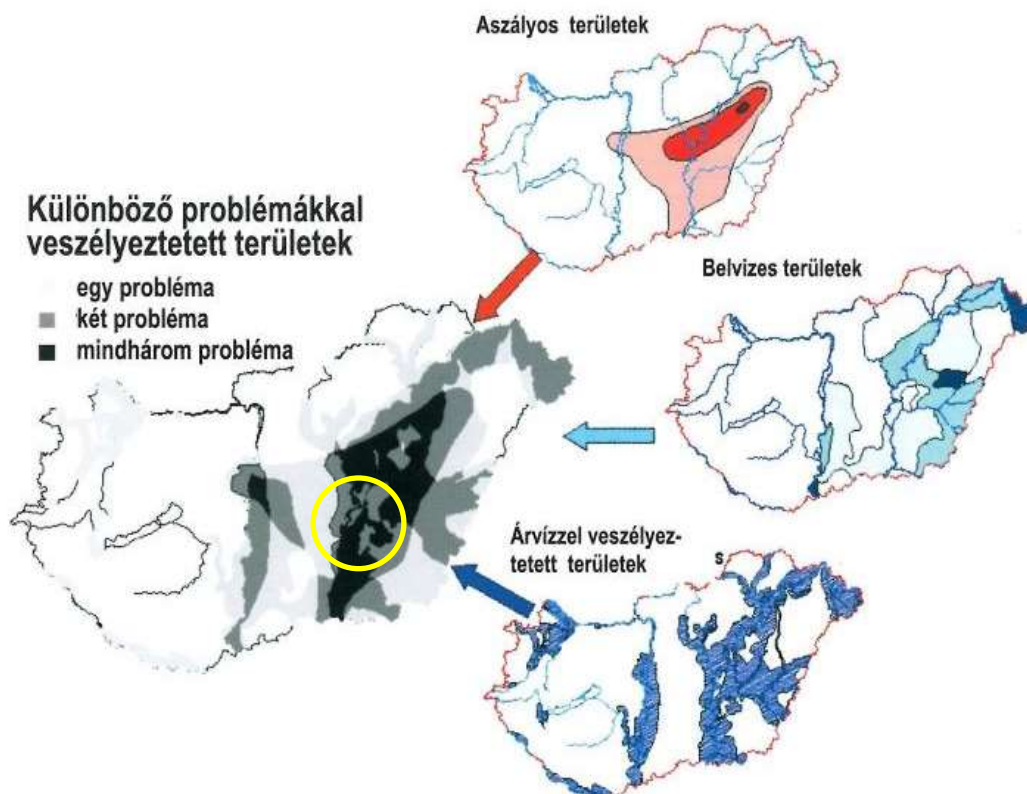 Aszályos területek
Különböző problémákkal
veszélyeztetett területek
egy probléma
két probléma
mindhárom probléma
Belvizes területek
Árvízzel veszélyez-
tetett területek
s